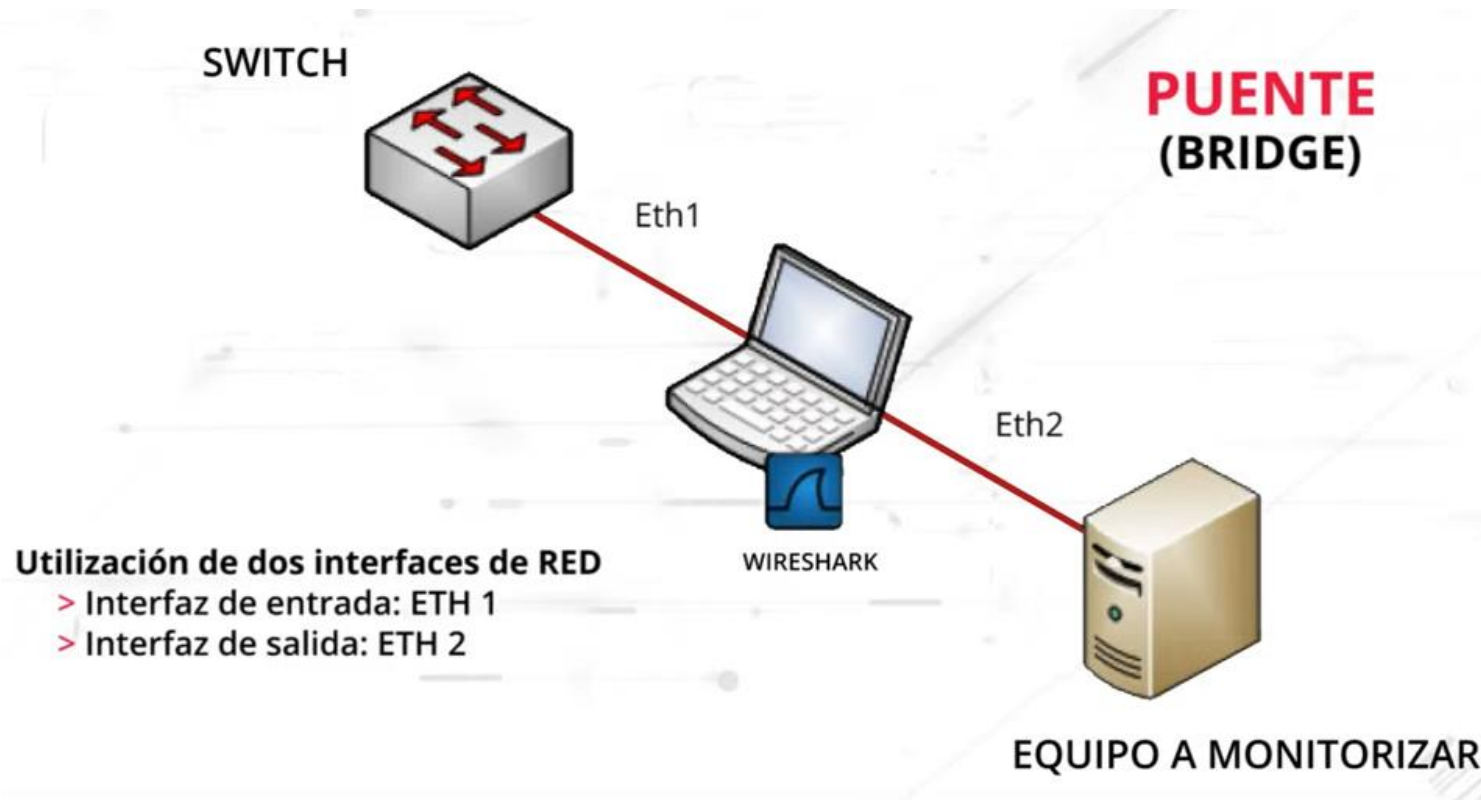 SWITCH
PUENTE
(BRIDGE)
Eth1
Eth2
WIRESHARK
Utilización de dos interfaces de RED
> Interfaz de entrada: ETH 1
> Interfaz de salida: ETH 2
EQUIPO A MONITORIZAR